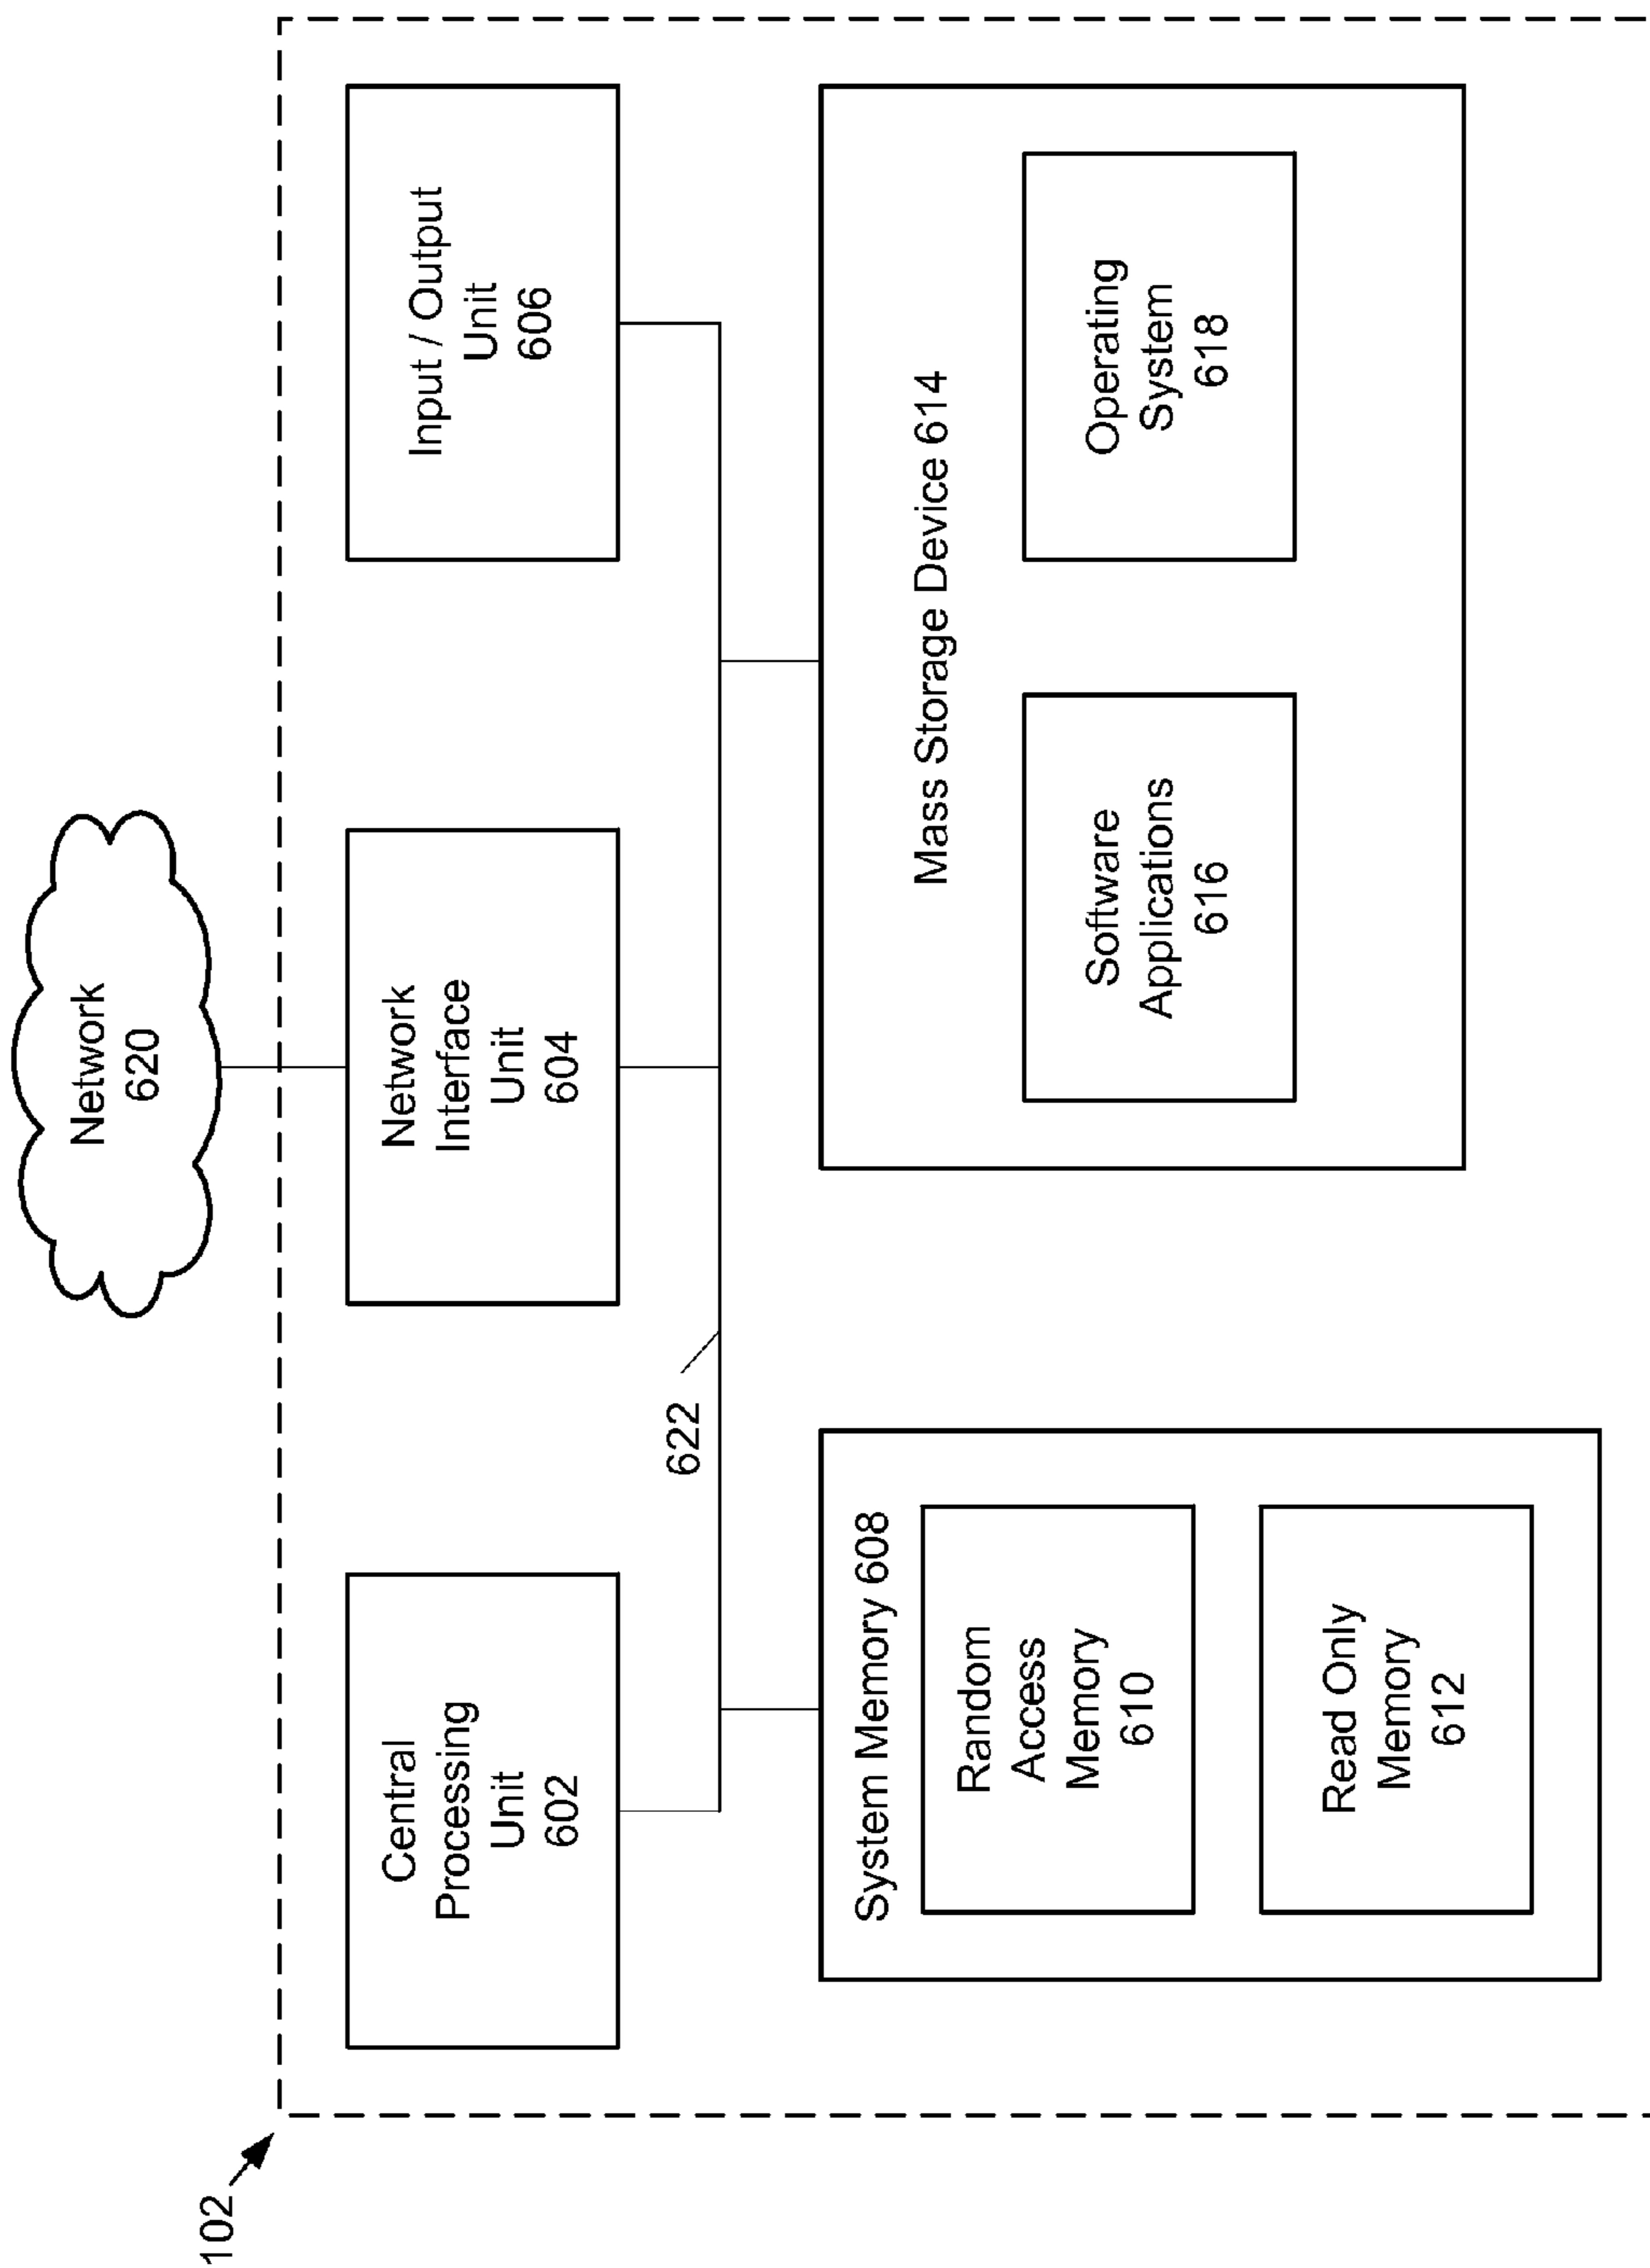 102
Network
620
Central
Processing
Unit
602
Network
Interface
Unit
604
Input / Output
Unit
606
622
System Memory 608
Random
Access
Memory
610
Read Only
Memory
612
Mass Storage Device 614
Software
Applications
616
Operating
System
618